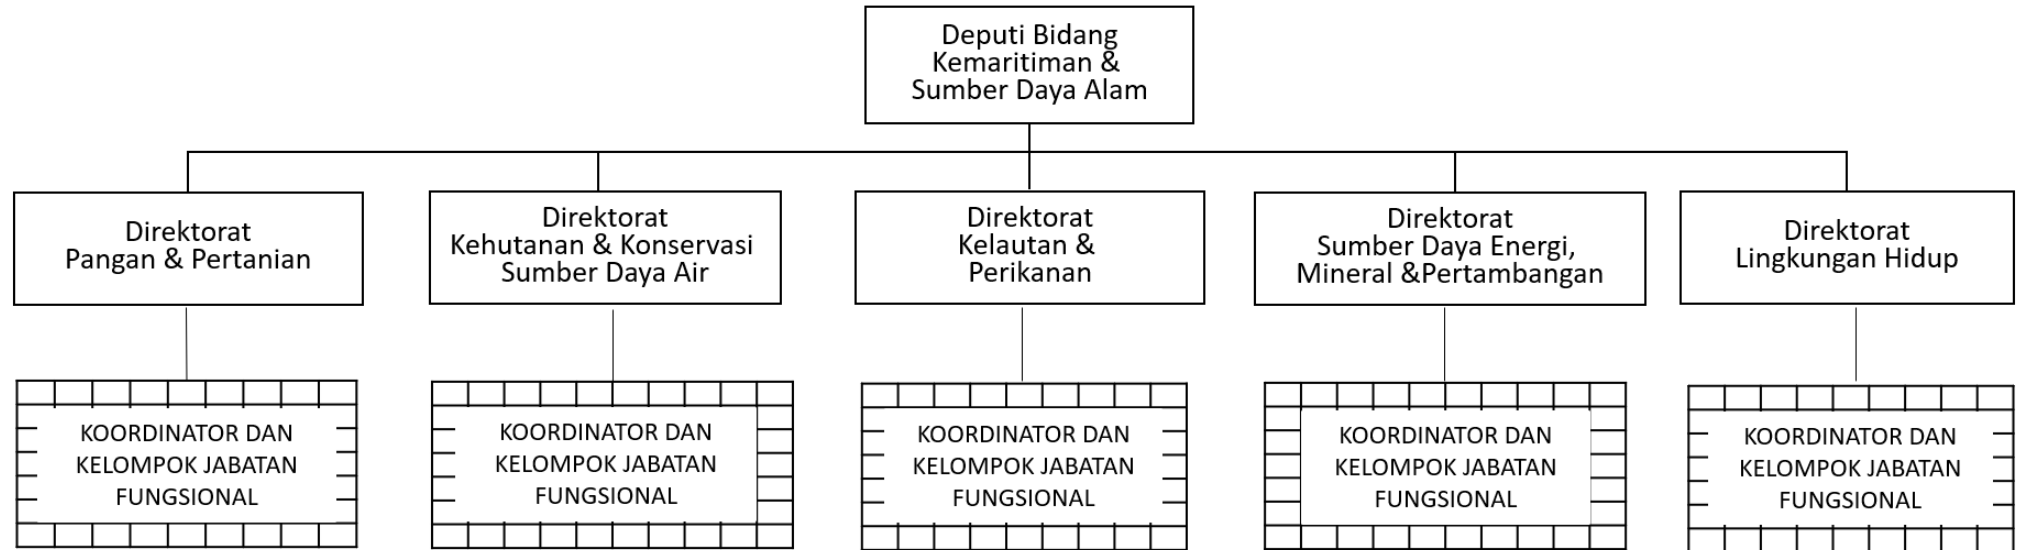 Deputi Bidang
Kemaritiman &
Sumber Daya Alam
Direktorat
Pangan & Pertanian
Direktorat
Kehutanan & Konservasi
Sumber Daya Air
Direktorat
Kelautan &
Perikanan
Direktorat
Sumber Daya Energi,
Mineral &Pertambangan
Direktorat
Lingkungan Hidup
KOORDINATOR DAN
KELOMPOK JABATAN
FUNGSIONAL
KOORDINATOR DAN
KELOMPOK JABATAN
FUNGSIONAL
KOORDINATOR DAN
KELOMPOK JABATAN
FUNGSIONAL
KOORDINATOR DAN
KELOMPOK JABATAN
FUNGSIONAL
KOORDINATOR DAN
KELOMPOK JABATAN
FUNGSIONAL